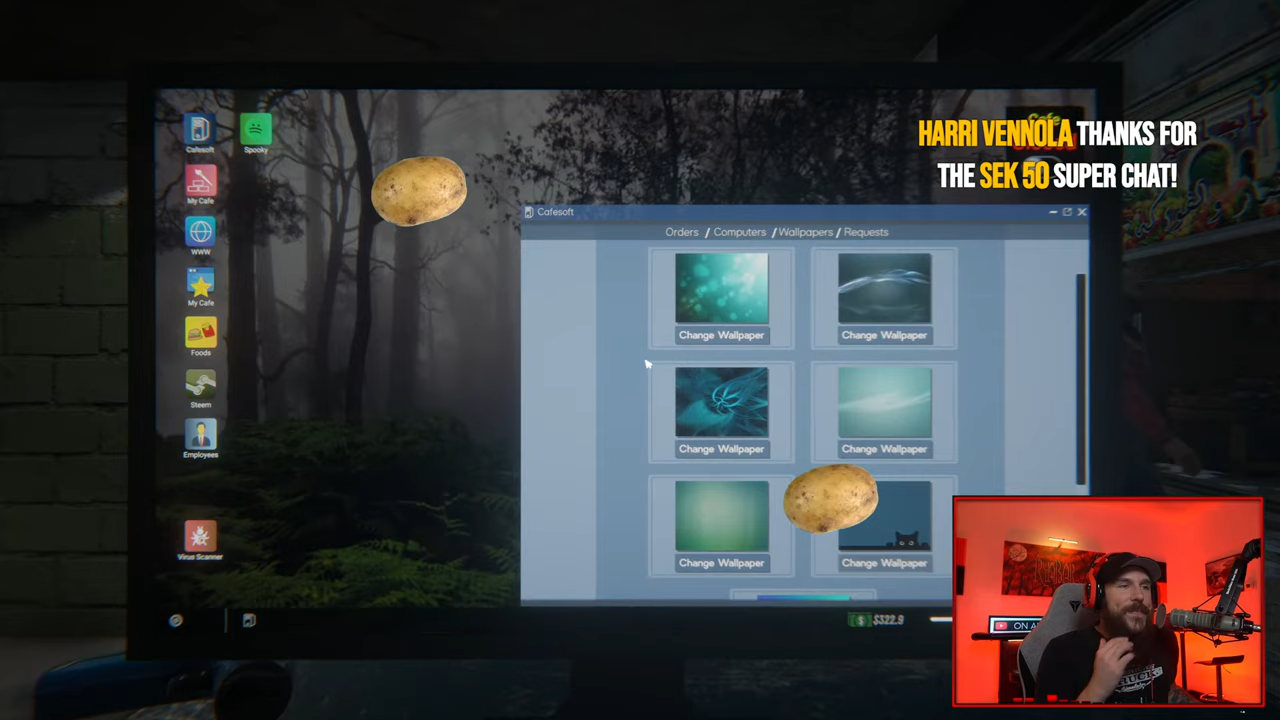 HARRI VENNOLA THANKS FOR
THE SEK 50 SUPER CHAT!
Cafesoft
Spooky
My Cafe
WWW
My Cafe
Foods
Steem
Employees
Virus Scanner
Cafesoft
Orders / Computers / Wallpapers / Requests
Change Wallpaper
Change Wallpaper
Change Wallpaper
Change Wallpaper
Change Wallpaper
Change Wallpaper
$322.9
ON A